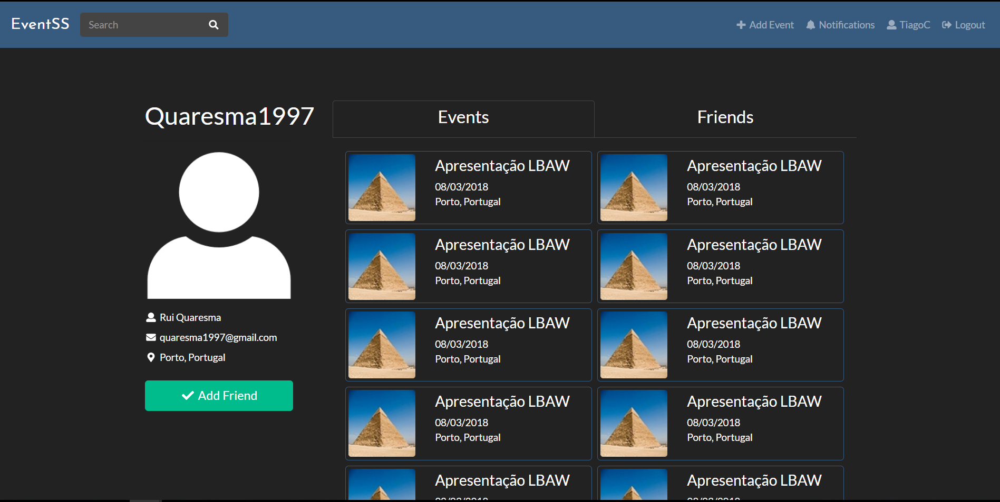 EventSS
Search
Add Event
Notifications
TiagoC
Logout
Quaresma1997
Rui Quaresma
quaresma1997@gmail.com
Porto, Portugal
Add Friend
Events
Friends
Apresentação LBAW
08/03/2018
Porto, Portugal
Apresentação LBAW
08/03/2018
Porto, Portugal
Apresentação LBAW
08/03/2018
Porto, Portugal
Apresentação LBAW
08/03/2018
Porto, Portugal
Apresentação LBAW
08/03/2018
Porto, Portugal
Apresentação LBAW
08/03/2018
Porto, Portugal
Apresentação LBAW
08/03/2018
Porto, Portugal
Apresentação LBAW
08/03/2018
Porto, Portugal
Apresentação LBAW
Apresentação LBAW